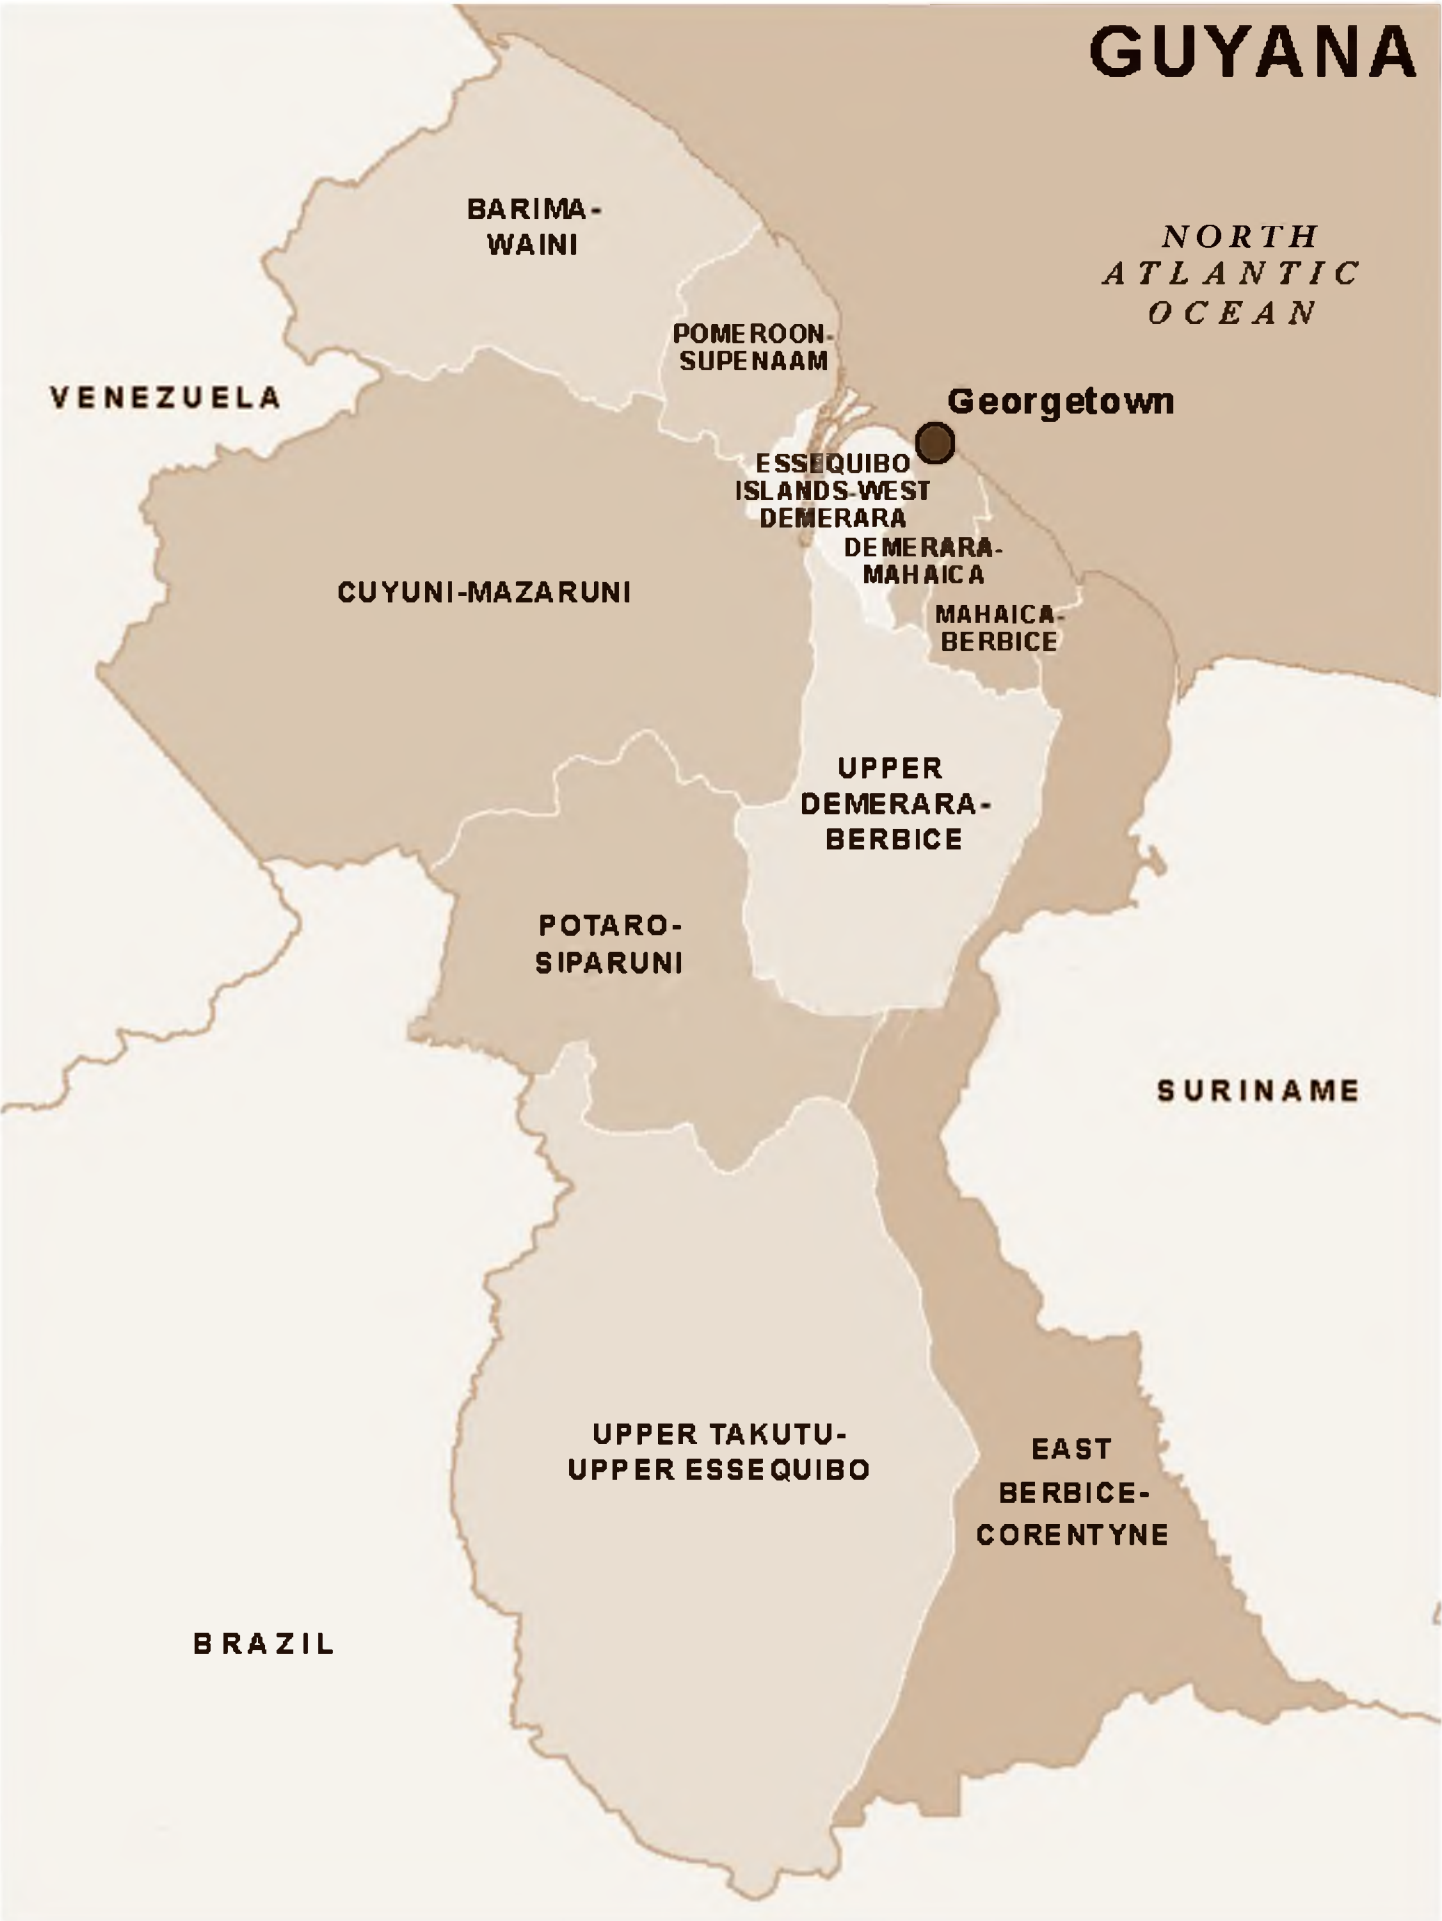 GUYANA
BARIMA-
WAINI
NORTH
ATLANTIC
OCEAN
POMEROON-
SUPENAAM
VENEZUELA
Georgetown
ESSEQUIBO
ISLANDS-WEST
DEMERARA
DEMERARA-
MAHAICA
CUYUNI-MAZARUNI
MAHAICA-
BERBICE
UPPER
DEMERARA-
BERBICE
POTARO-
SIPARUNI
SURINAME
UPPER TAKUTU-
UPPER ESSEQUIBO
EAST
BERBICE-
CORENTYNE
BRAZIL